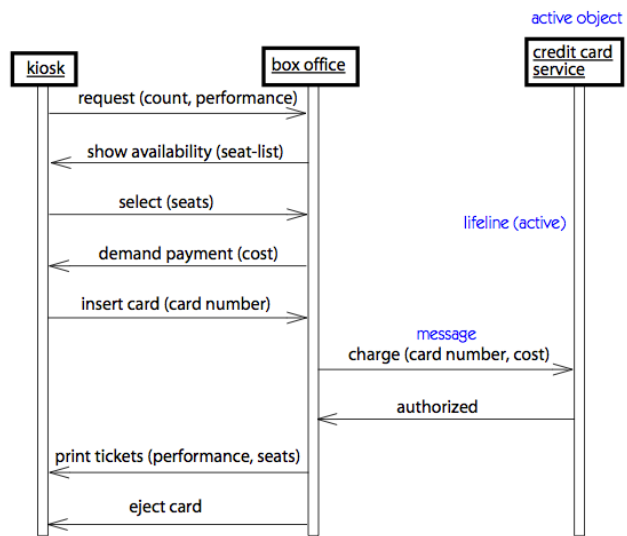 active object
kiosk
box office
credit card
service
request (count, performance)
show availability (seat-list)
select (seats)
lifeline (active)
demand payment (cost)
insert card (card number)
message
charge (card number, cost)
authorized
print tickets (performance, seats)
eject card